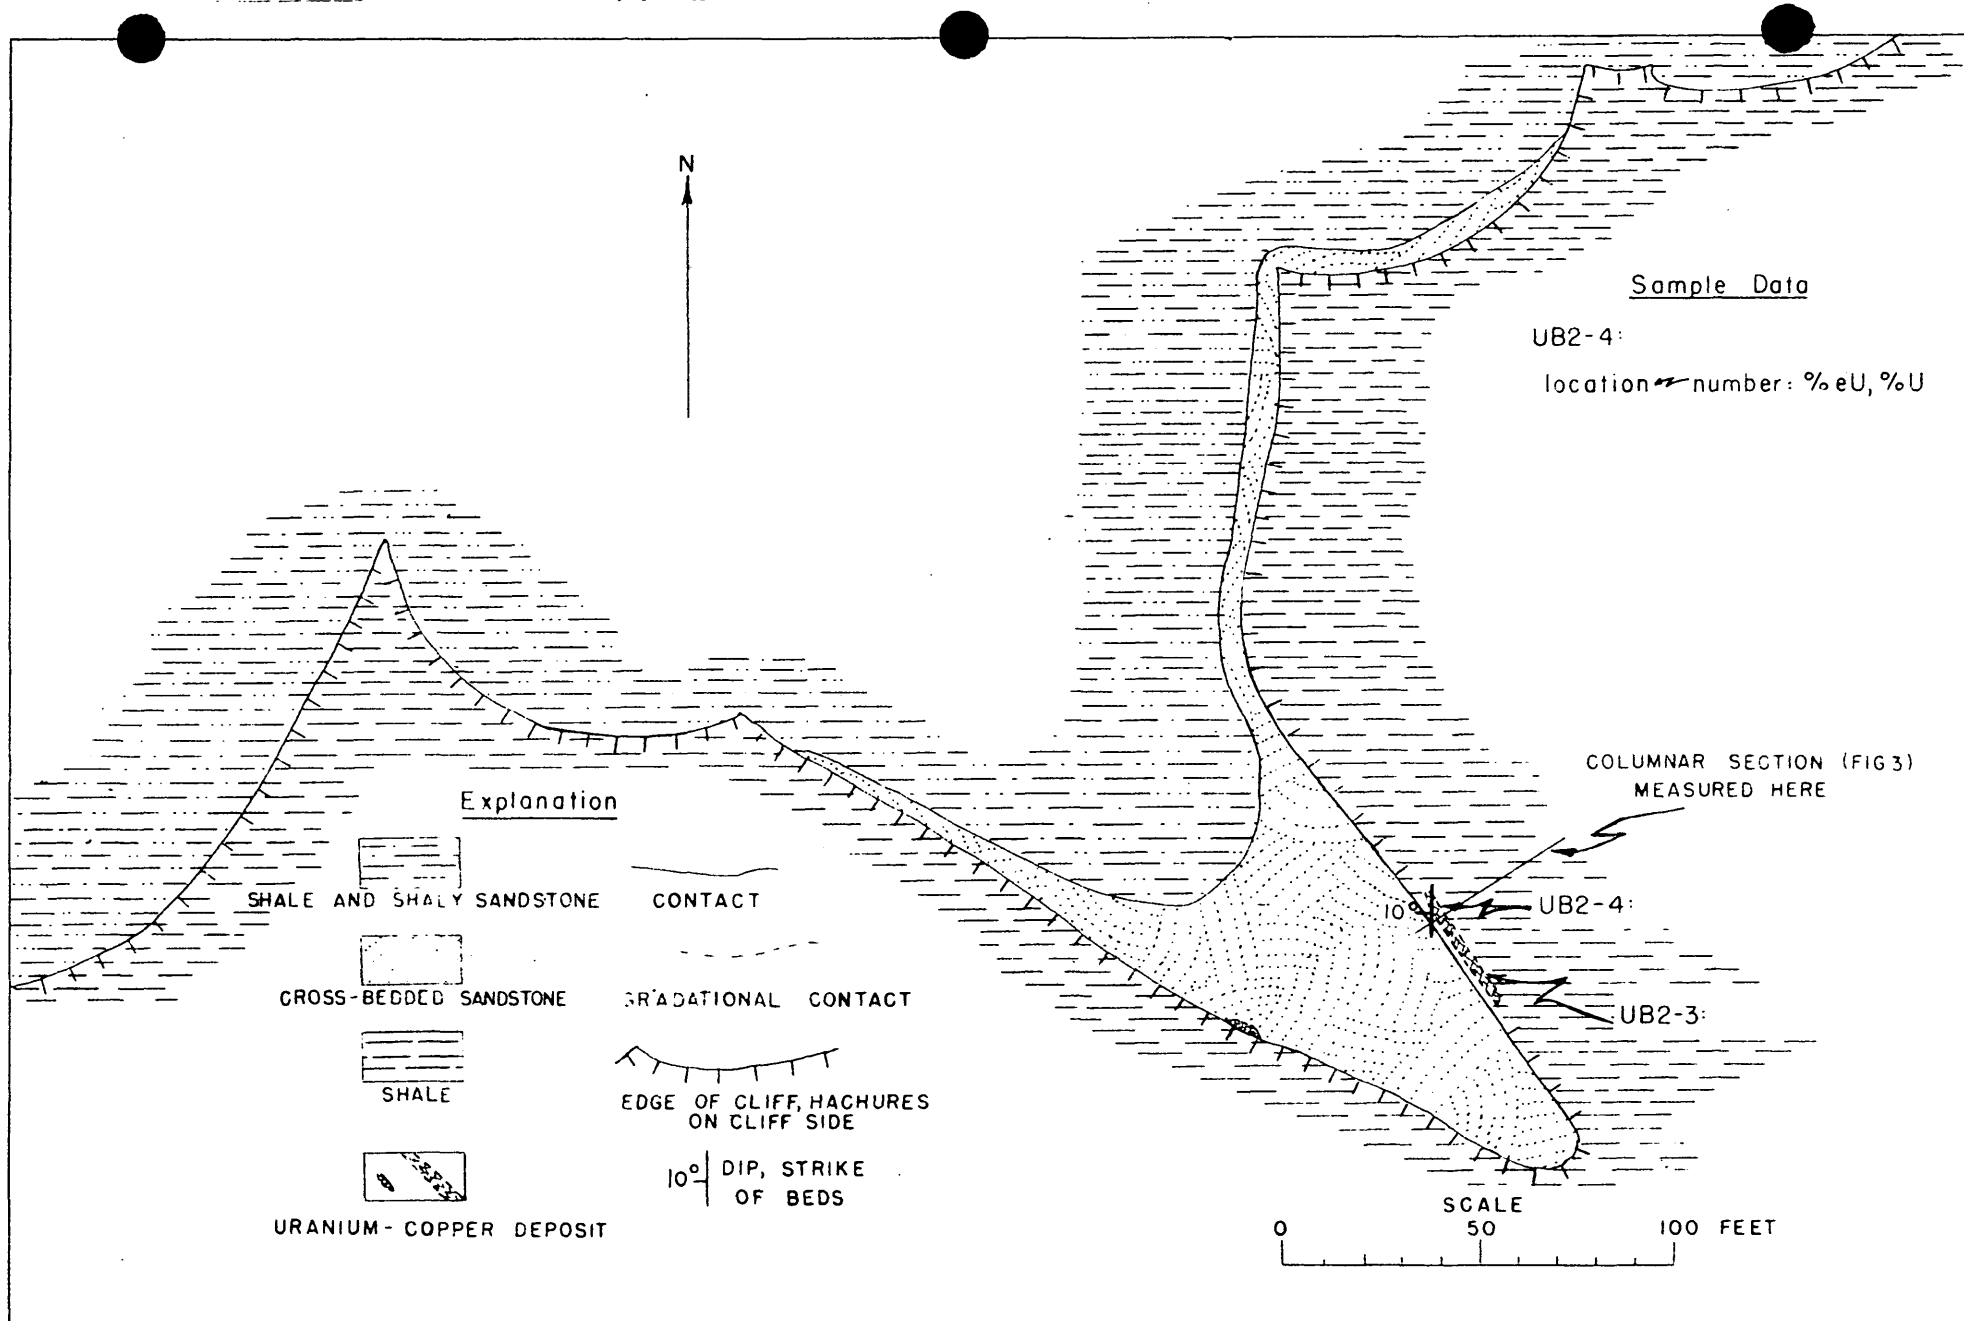 N
Sample Data
UB2-4:
location number: % eU, % U
COLUMNAR SECTION (FIG 3)
MEASURED HERE
10°
UB2-4:
UB2-3:
Explanation
SHALE AND SHALY SANDSTONE
CONTACT
CROSS-BEDDED SANDSTONE
GRADATIONAL CONTACT
SHALE
EDGE OF CLIFF, HACHURES
ON CLIFF SIDE
URANIUM-COPPER DEPOSIT
10° DIP, STRIKE
OF BEDS
SCALE
0 50 100 FEET